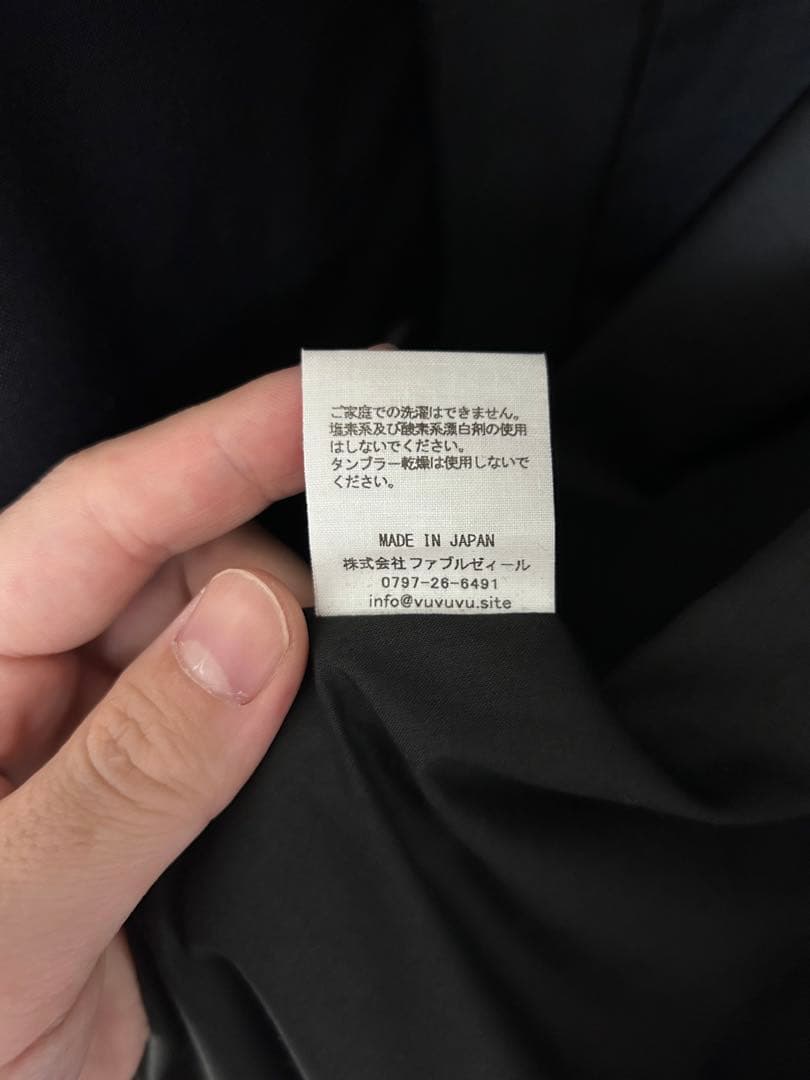 ご家庭での洗濯はできません。
塩素系及び酸素系漂白剤の使用
はしないでください。
タンブラー乾燥は使用しないで
ください。
MADE IN JAPAN
株式会社ファブルゼィール
0797-26-6491
info@vuvuvu.site